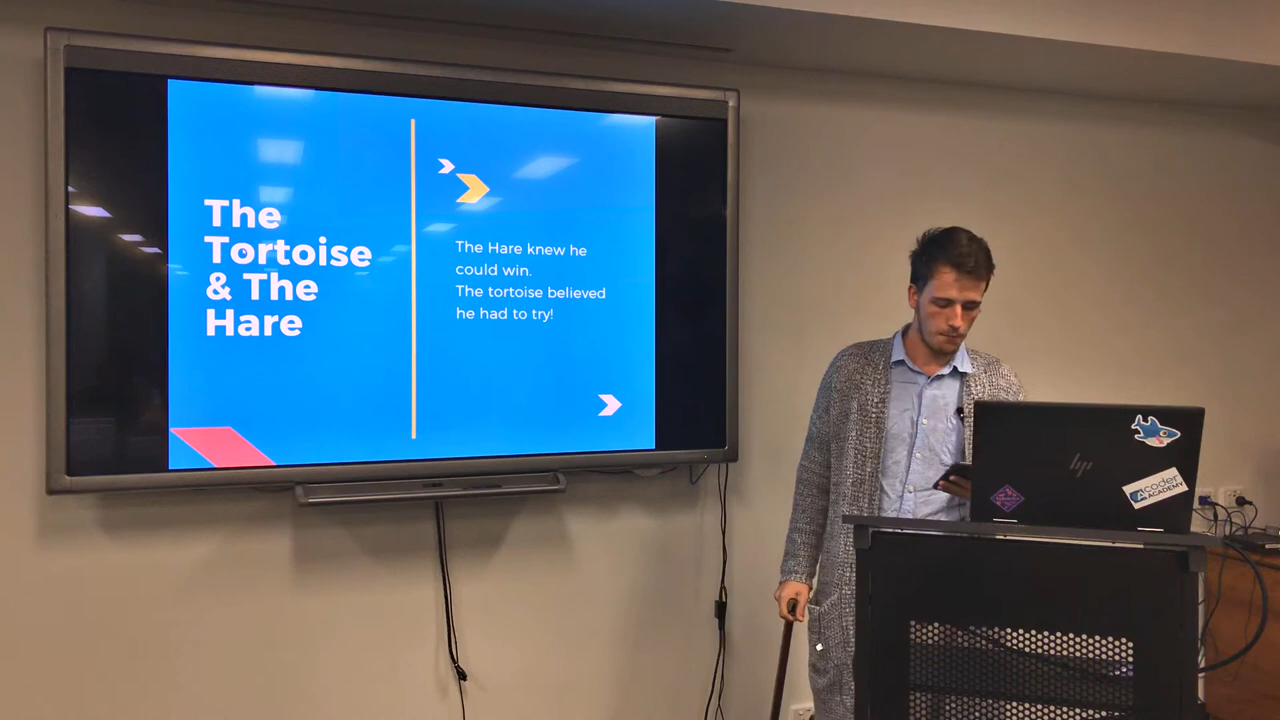 The
Tortoise
& The
Hare
The Hare knew he
could win.
The tortoise believed
he had to try!
hp
coder
ACADEMY